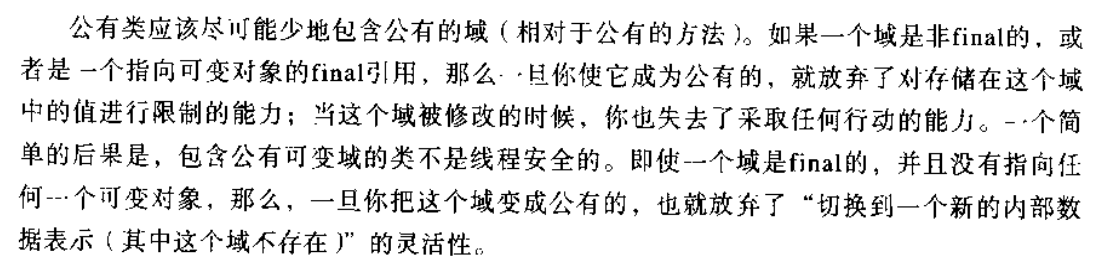 公有类应该尽可能少地包含公有的域（相对于公有的方法）。如果一个域是非final的，或
者是一个指向可变对象的final引用，那么一旦你使它成为公有的，就放弃了对存储在这个域
中的值进行限制的能力；当这个域被修改的时候，你也失去了采取任何行动的能力。一个简
单的后果是，包含公有可变域的类不是线程安全的。即使一个域是final的，并且没有指向任
何一个可变对象，那么，一旦你把这个域变成公有的，也就放弃了“切换到一个新的内部数
据表示（其中这个域不存在）”的灵活性。